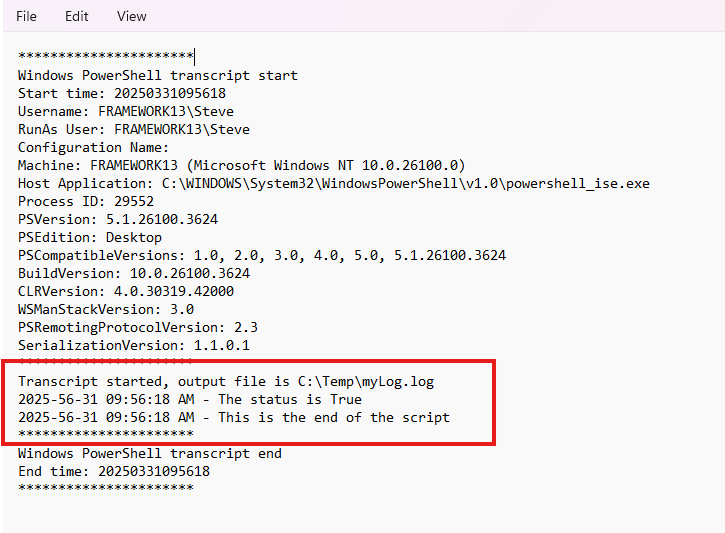 File Edit View
**********************
Windows PowerShell transcript start
Start time: 20250331095618
Username: FRAMEWORK13\Steve
RunAs User: FRAMEWORK13\Steve
Configuration Name:
Machine: FRAMEWORK13 (Microsoft Windows NT 10.0.26100.0)
Host Application: C:\WINDOWS\System32\WindowsPowerShell\v1.0\powershell_ise.exe
Process ID: 29552
PSVersion: 5.1.26100.3624
PSEdition: Desktop
PSCompatibleVersions: 1.0, 2.0, 3.0, 4.0, 5.0, 5.1.26100.3624
BuildVersion: 10.0.26100.3624
CLRVersion: 4.0.30319.42000
WSManStackVersion: 3.0
PSRemotingProtocolVersion: 2.3
SerializationVersion: 1.1.0.1
**********************
Transcript started, output file is C:\Temp\myLog.log
2025-56-31 09:56:18 AM - The status is True
2025-56-31 09:56:18 AM - This is the end of the script
**********************
Windows PowerShell transcript end
End time: 20250331095618
**********************